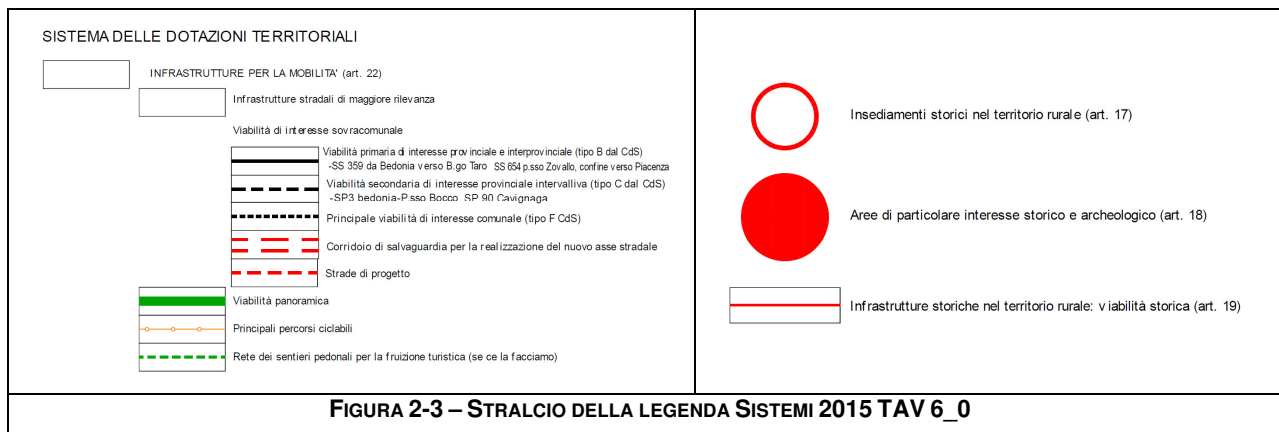 SISTEMA DELLE DOTAZIONI TERRITORIALI
INFRASTRUTTURE PER LA MOBILITA' (art. 22)
Infrastrutture stradali di maggiore rilevanza
Viabilità di interesse sovracomunale
Viabilità primaria di interesse provinciale e interprovinciale (tipo B dal CdS)
-SS 359 da Bedonia verso B.go Taro SS 654 p.sso Zovallo, confine verso Piacenza
Viabilità secondaria di interesse provinciale intervalliva (tipo C dal CdS)
-SP3 bedonia-P.sso Bocco, SP 90 Cavignaga
Principale viabilità di interesse comunale (tipo F CdS)
Corridoio di salvaguardia per la realizzazione del nuovo asse stradale
Strade di progetto
Viabilità panoramica
Principali percorsi ciclabili
Rete dei sentieri pedonali per la fruizione turistica (se ce la facciamo)
Insediamenti storici nel territorio rurale (art. 17)
Aree di particolare interesse storico e archeologico (art. 18)
Infrastrutture storiche nel territorio rurale: viabilità storica (art. 19)
FIGURA 2-3 – STRALCIO DELLA LEGENDA SISTEMI 2015 TAV 6_0